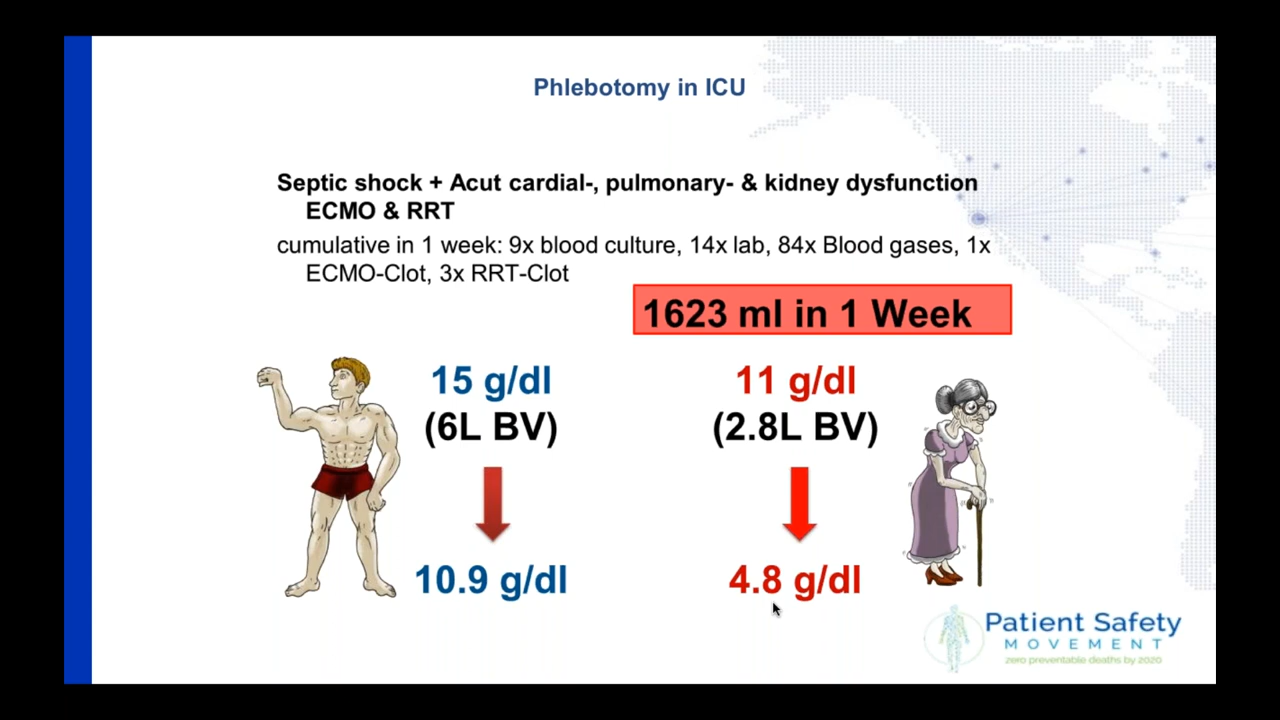 Phlebotomy in ICU
Septic shock + Acut cardial-, pulmonary- & kidney dysfunction
ECMO & RRT
cumulative in 1 week: 9x blood culture, 14x lab, 84x Blood gases, 1x
ECMO-Clot, 3x RRT-Clot
1623 ml in 1 Week
15 g/dl
(6L BV)
10.9 g/dl
11 g/dl
(2.8L BV)
4.8 g/dl
Patient Safety
MOVEMENT
zero preventable deaths by 2020